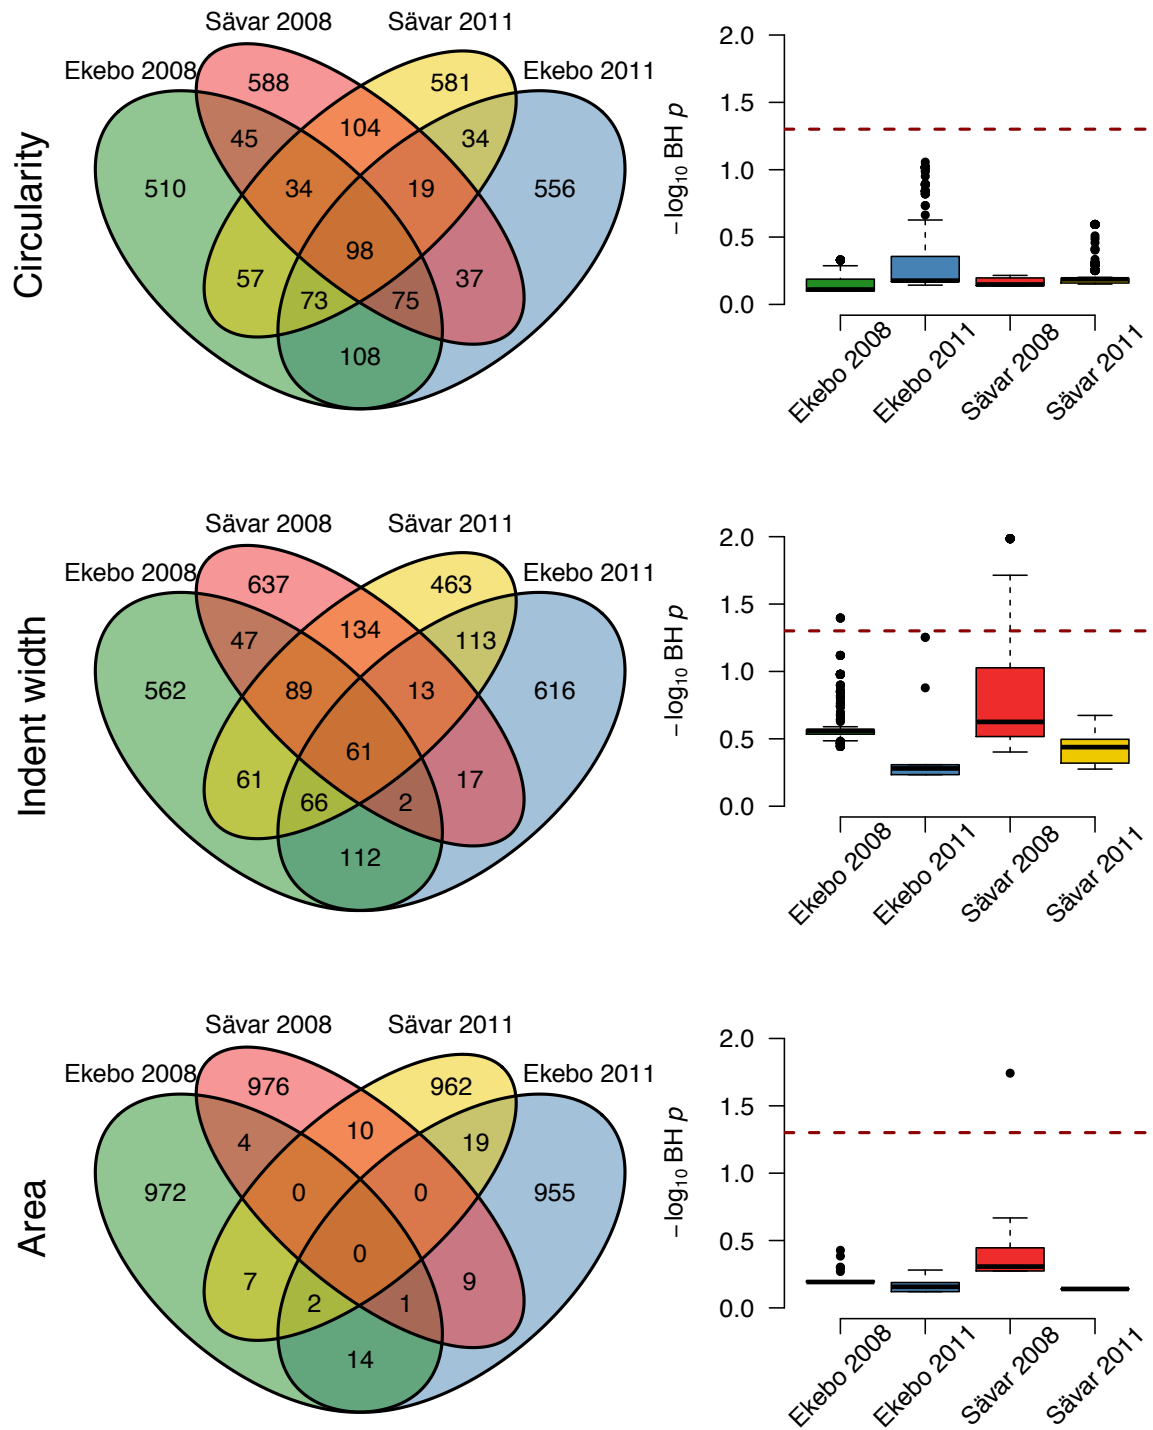 Circularity
Sävar 2008
Sävar 2011
Ekebo 2008
Ekebo 2011
588
581
45
104
34
510
34
19
556
98
57
73
75
37
108
−log10 BH p
2.0
1.5
1.0
0.5
0.0
Ekebo 2008
Ekebo 2011
Sävar 2008
Sävar 2011
Indent width
Sävar 2008
Sävar 2011
Ekebo 2008
Ekebo 2011
637
463
47
134
113
562
89
13
616
61
61
66
2
17
112
−log10 BH p
2.0
1.5
1.0
0.5
0.0
Ekebo 2008
Ekebo 2011
Sävar 2008
Sävar 2011
Area
Sävar 2008
Sävar 2011
Ekebo 2008
Ekebo 2011
976
962
4
10
19
972
0
0
955
0
7
2
1
9
14
−log10 BH p
2.0
1.5
1.0
0.5
0.0
Ekebo 2008
Ekebo 2011
Sävar 2008
Sävar 2011